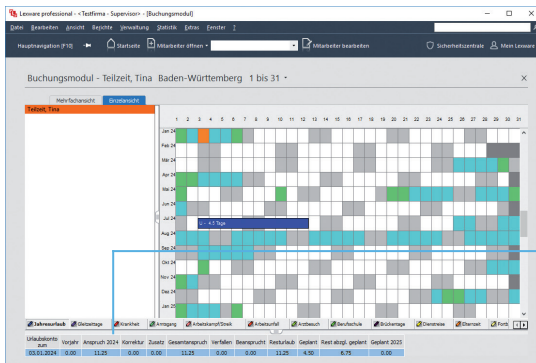 Lexware professional - <Testfirma - Supervisor> - [Buchungsmodul]
Datei Bearbeiten Ansicht Berichte Verwaltung Statistik Extras Fenster ?
Hauptnavigation [F10] Startseite Mitarbeiter öffnen Mitarbeiter bearbeiten Sicherheitszentrale Mein Lexware
Buchungsmodul - Teilzeit, Tina Baden-Württemberg 1 bis 31
Mehrfachansicht Einzelansicht
Teilzeit, Tina
1 2 3 4 5 6 7 8 9 10 11 12 13 14 15 16 17 18 19 20 21 22 23 24 25 26 27 28 29 30 31
Jan 24
Feb 24
Mär 24
Apr 24
Mai 24
Jun 24
Jul 24
U - 4.5 Tage
Aug 24
Sep 24
Okt 24
Nov 24
Dez 24
Jan 25
Jahresurlaub Gleitzeittage Krankheit Armgang Arbeitskampf/Streik Arbeitsunfall Arztbesuch Berufsschule Brückentage Dienstreise Elternzeit Fortb
Urlaubskonto zum Vorjahr Anspruch 2024 Korrektur Zusatz Gesamtanspruch Verfallen Beansprucht Resturlaub Geplant Rest abzgl. geplant Geplant 2025
03.01.2024 0.00 11.25 0.00 0.00 11.25 0.00 0.00 11.25 4.50 6.75 0.00